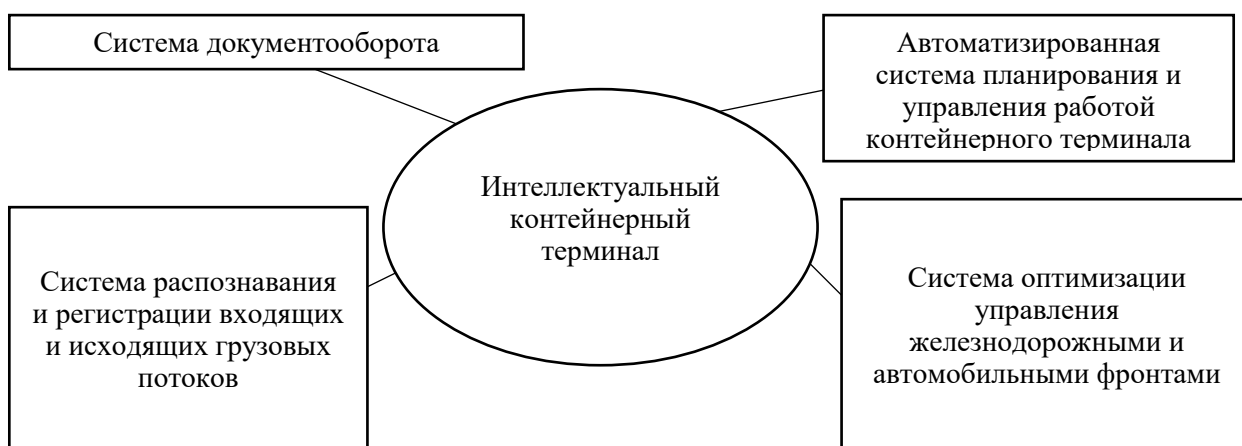 Система документооборота
Автоматизированная
система планирования и
управления работой
контейнерного терминала
Интеллектуальный
контейнерный
терминал
Система распознавания
и регистрации входящих
и исходящих грузовых
потоков
Система оптимизации
управления
железнодорожными и
автомобильными фронтами